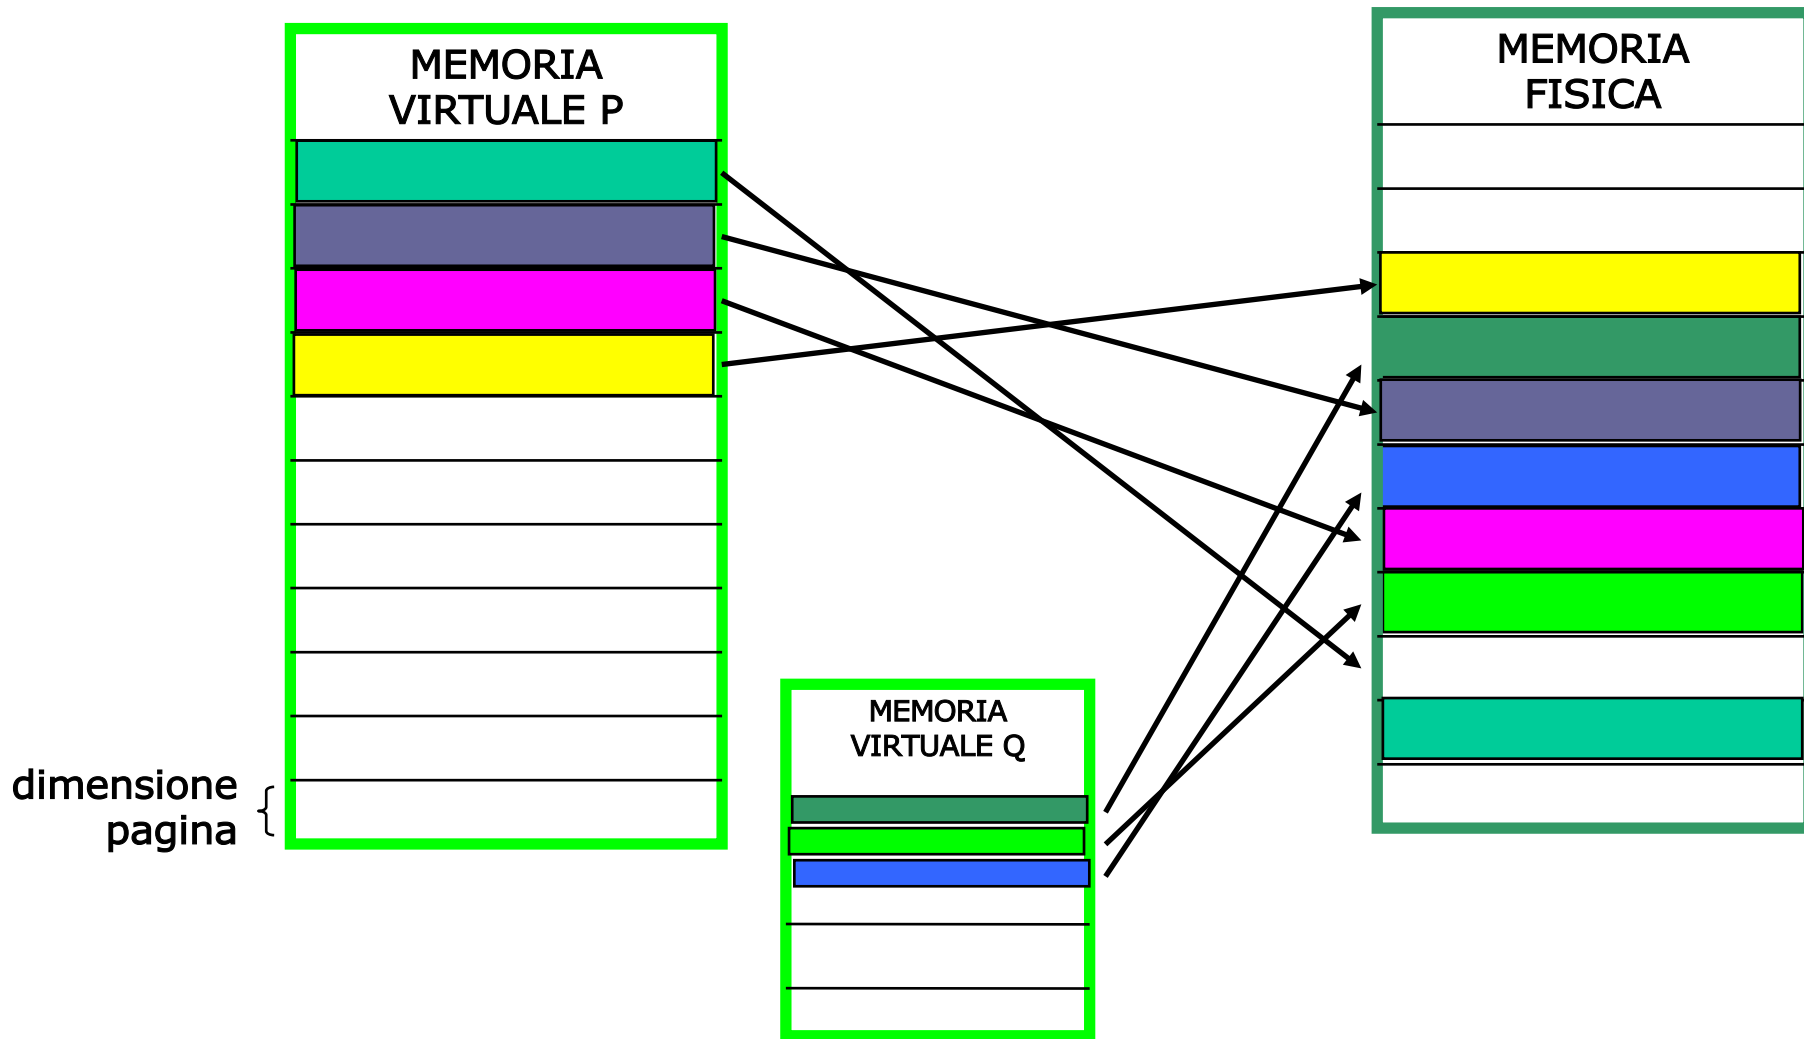 MEMORIA
VIRTUALE P
MEMORIA
FISICA
MEMORIA
VIRTUALE Q
dimensione
pagina